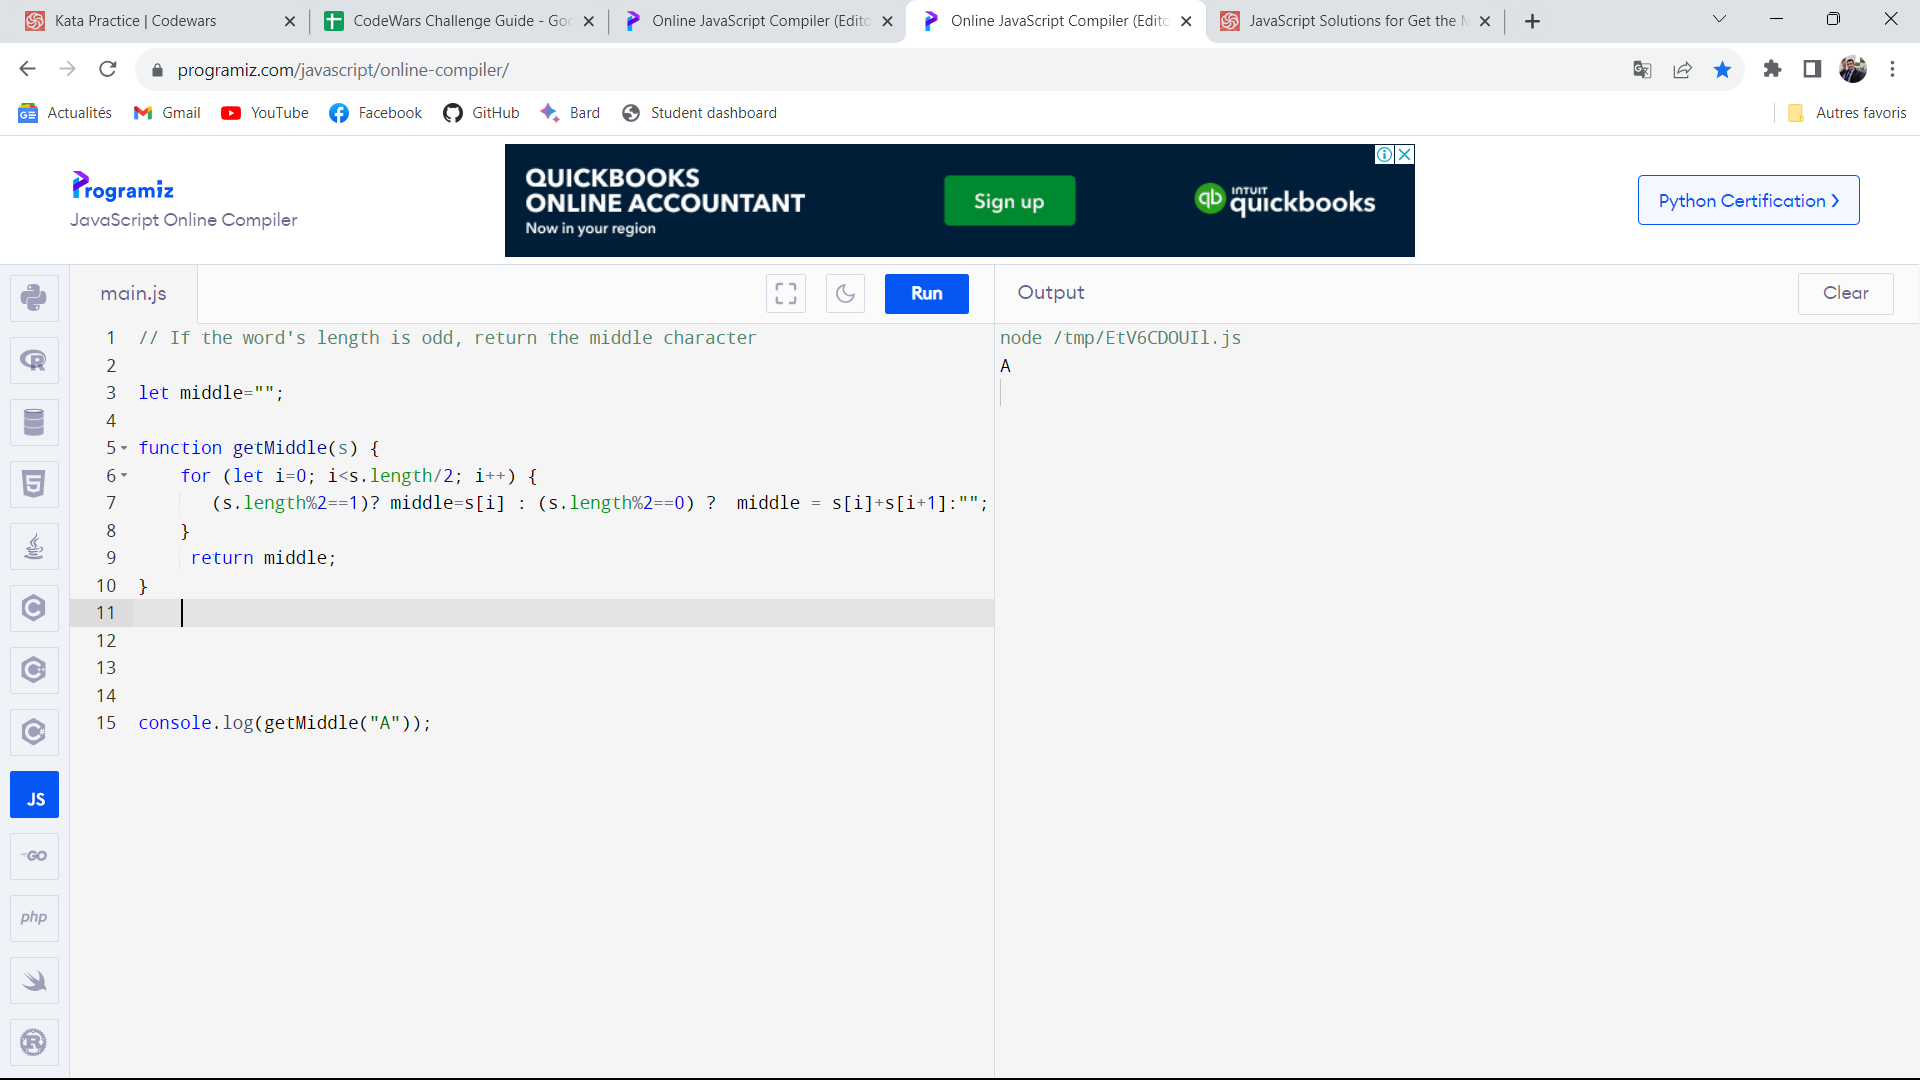 Kata Practice | Codewars
CodeWars Challenge Guide - Goo
Online JavaScript Compiler (Edito
Online JavaScript Compiler (Edito
JavaScript Solutions for Get the M
programiz.com/javascript/online-compiler/
Actualités
Gmail
YouTube
Facebook
GitHub
Bard
Student dashboard
Autres favoris
Programiz
JavaScript Online Compiler
QUICKBOOKS
ONLINE ACCOUNTANT
Now in your region
Sign up
qb INTUIT quickbooks
Python Certification >
main.js
Run
Output
Clear
1 // If the word's length is odd, return the middle character
2
3 let middle="";
4
5 function getMiddle(s) {
6 for (let i=0; i<s.length/2; i++) {
7 (s.length%2==1)? middle=s[i] : (s.length%2==0) ?  middle = s[i]+s[i+1]:"";
8 }
9 return middle;
10 }
11
12
13
14
15 console.log(getMiddle("A"));
node /tmp/EtV6CDOUIl.js
A
R
5
C
C
C
JS
GO
php
R